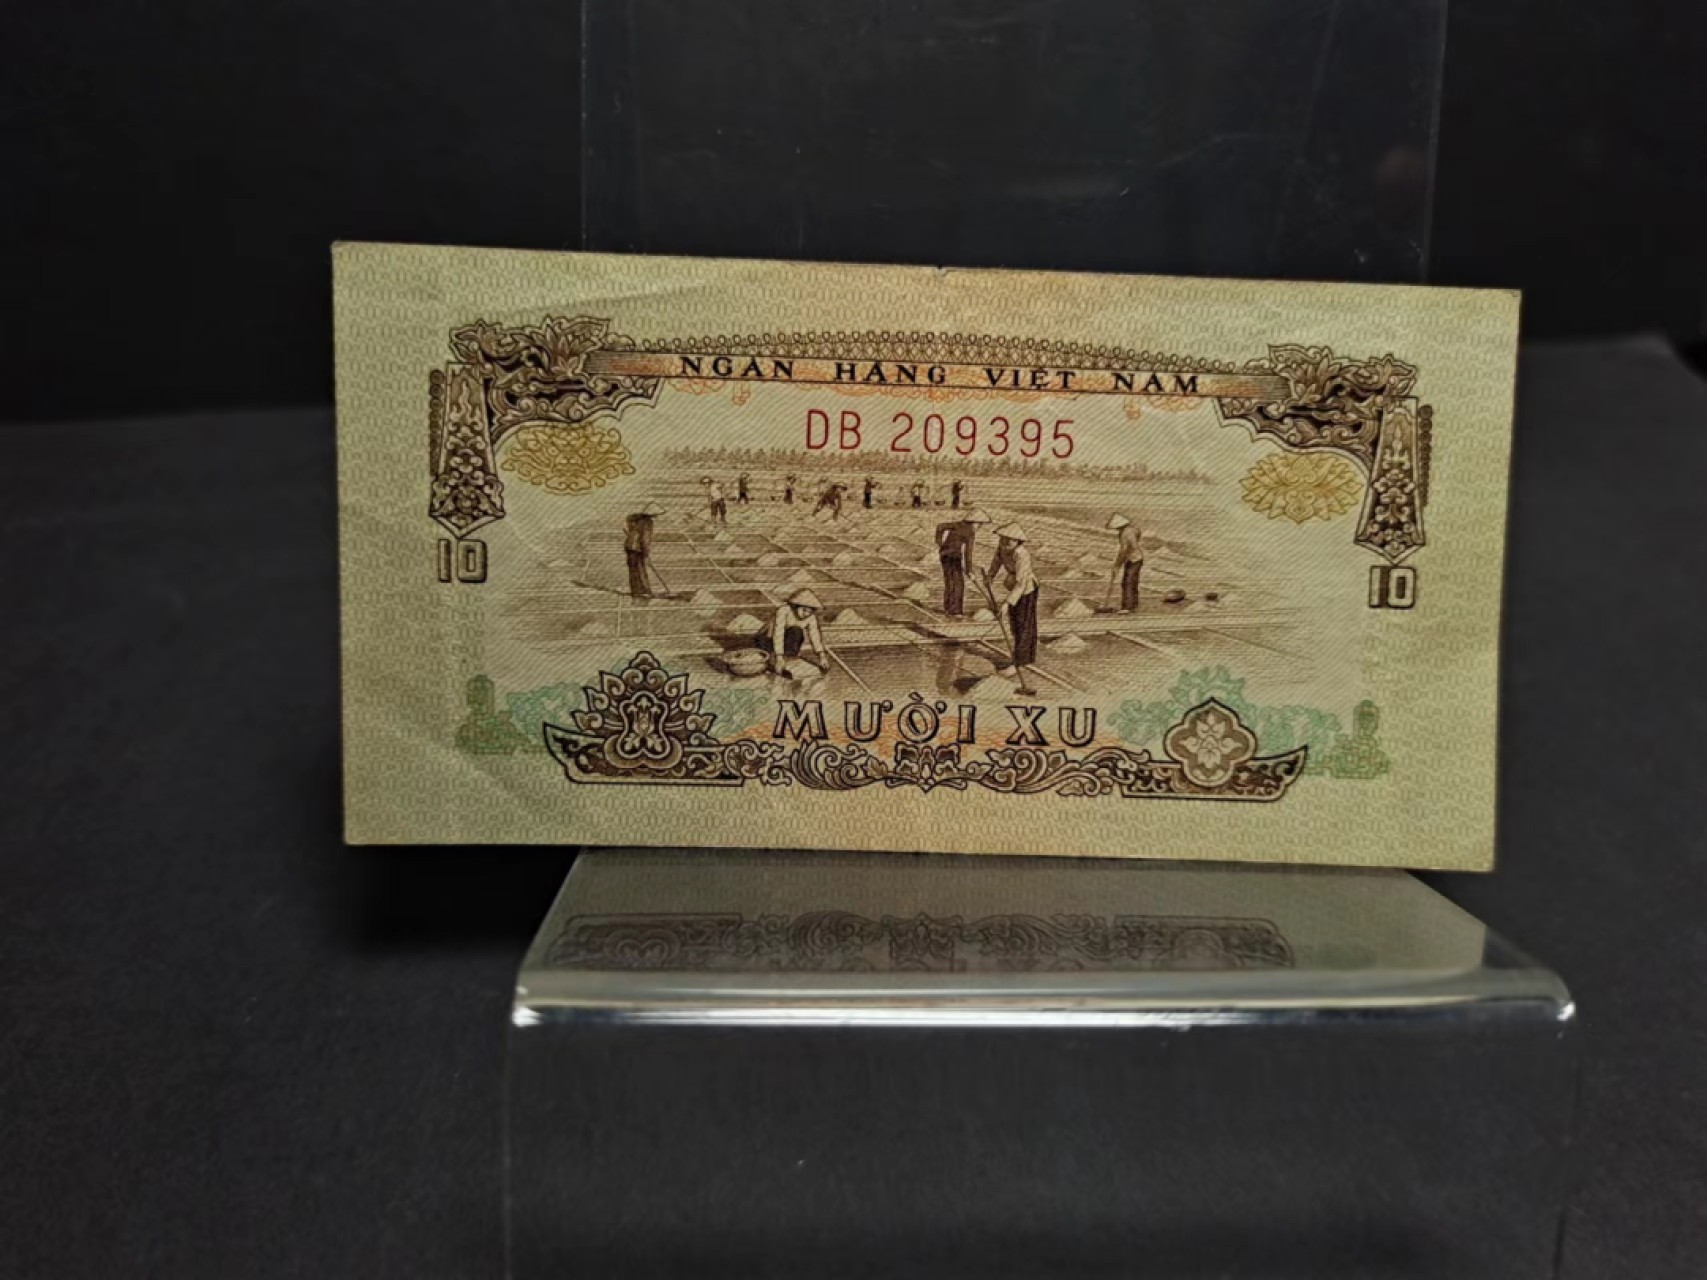 NGÂN HÀNG VIỆT NAM
DB 209395
10
10
MƯỜI XU